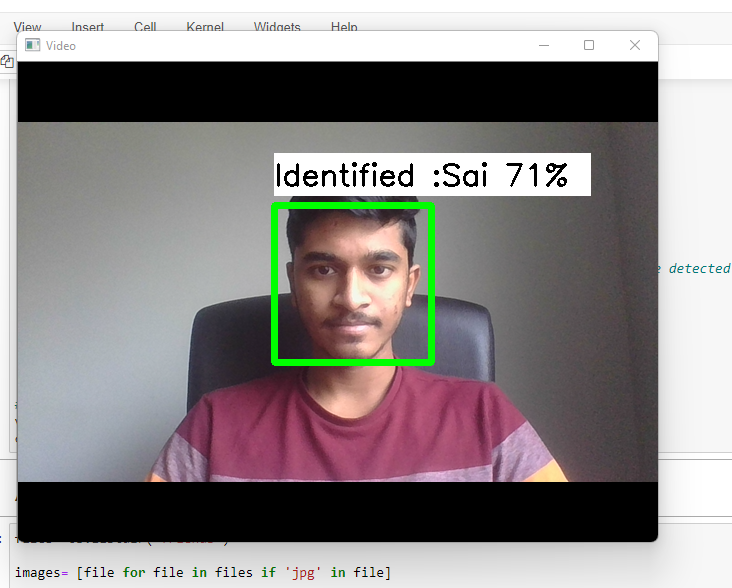 View Insert Cell Kernel Widgets Help
Video
Identified :Sai 71%
detected
images= [file for file in files if 'jpg' in file]